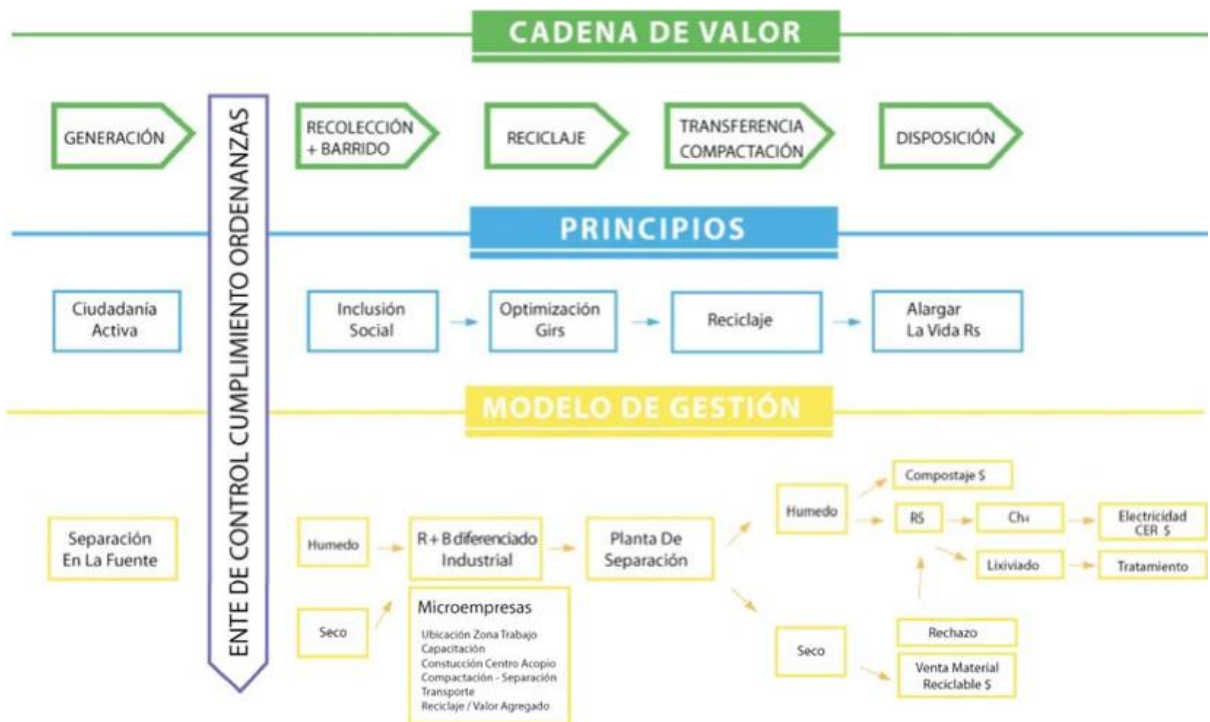 CADENA DE VALOR
GENERACIÓN
RECOLECCIÓN
+ BARRIDO
RECICLAJE
TRANSFERENCIA
COMPACTACIÓN
DISPOSICIÓN
ENTE DE CONTROL CUMPLIMIENTO ORDENANZAS
PRINCIPIOS
Ciudadanía
Activa
Inclusión
Social
Optimización
Girs
Reciclaje
Alargar
La Vida Rs
MODELO DE GESTIÓN
Separación
En La Fuente
Humedo
Seco
R + B diferenciado
Industrial
Microempresas
Ubicación Zona Trabajo
Capacitación
Constucción Centro Acopio
Compactación - Separación
Transporte
Reciclaje / Valor Agregado
Planta De
Separación
Humedo
Seco
Compostaje $
RS
Ch4
Electricidad
CER $
Lixiviado
Tratamiento
Rechazo
Venta Material
Reciclable $